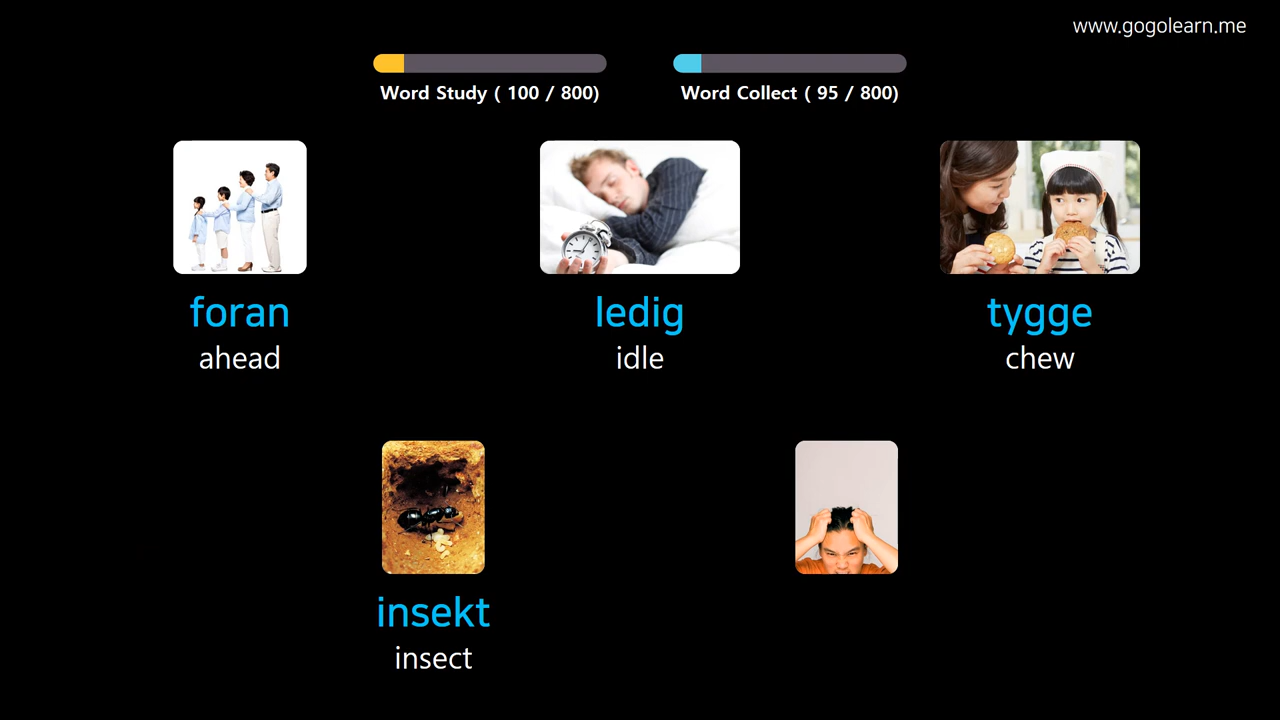 www.gogolearn.me
Word Study ( 100 / 800)
Word Collect ( 95 / 800)
foran
ahead
ledig
idle
tygge
chew
insekt
insect